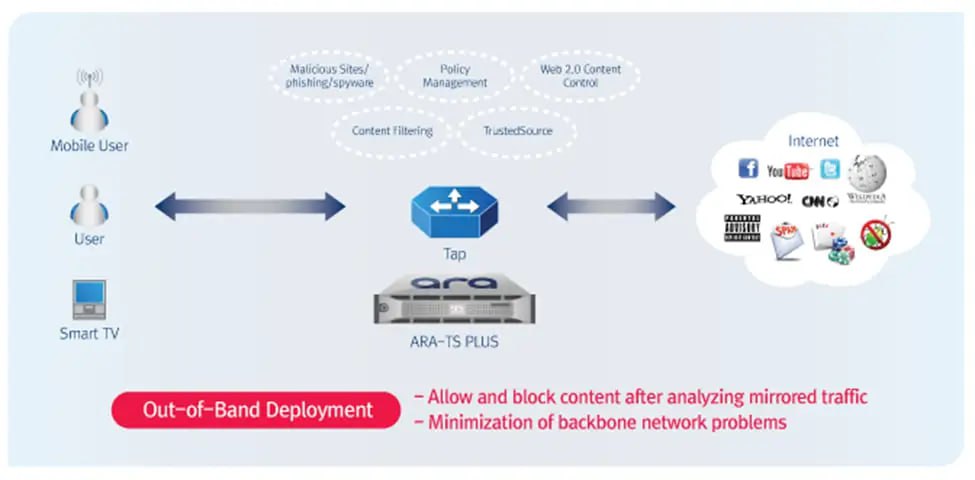 Malicious Sites/
phishing/spyware
Policy
Management
Web 2.0 Content
Control
Content Filtering
TrustedSource
Mobile User
User
Smart TV
Tap
ara
ARA-TS PLUS
Internet
f
YouTube
YAHOO!
CNN
WIKIPEDIA
PARENTAL
ADVISORY
EXPLICIT CONTENT
SPAM
Out-of-Band Deployment
- Allow and block content after analyzing mirrored traffic
- Minimization of backbone network problems